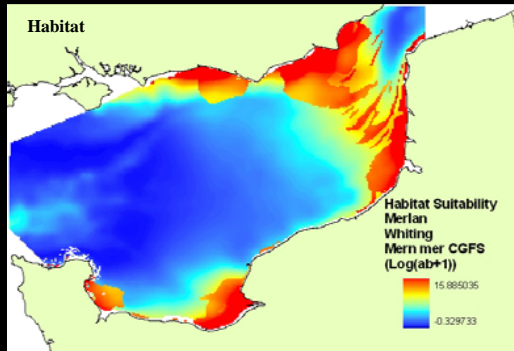 Habitat
Habitat Suitability
Merlan
Whiting
Mern mer CGFS
(Log(ab+1))
15.885035
-0.329733